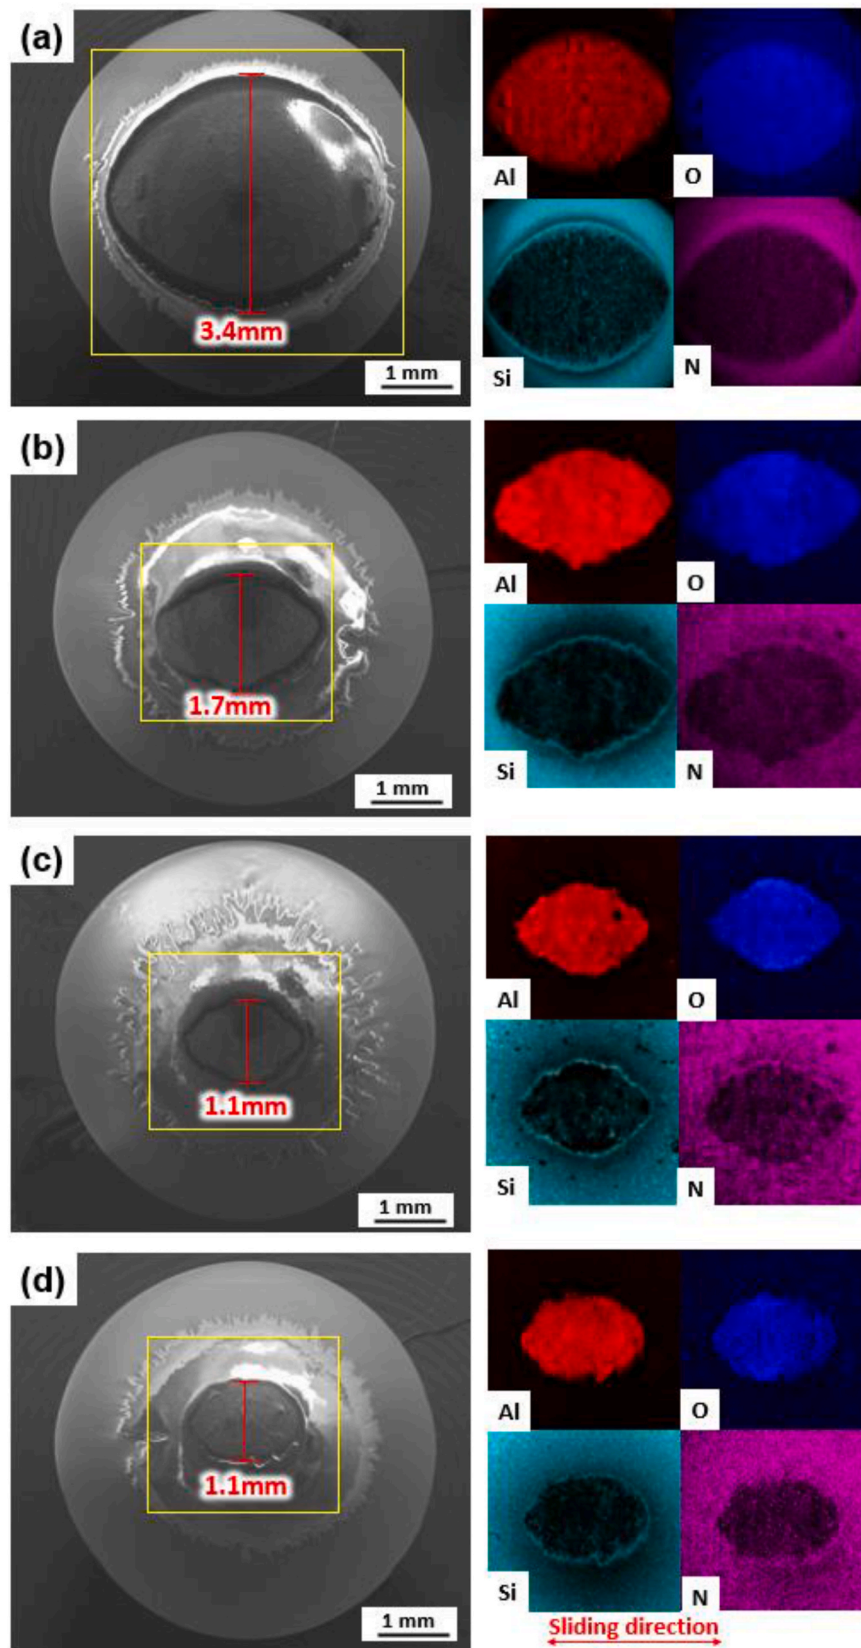 (a)
3.4mm
1 mm
Al
O
Si
N
(b)
1.7mm
1 mm
Al
O
Si
N
(c)
1.1mm
1 mm
Al
O
Si
N
(d)
1.1mm
1 mm
Al
O
Si
N
Sliding direction